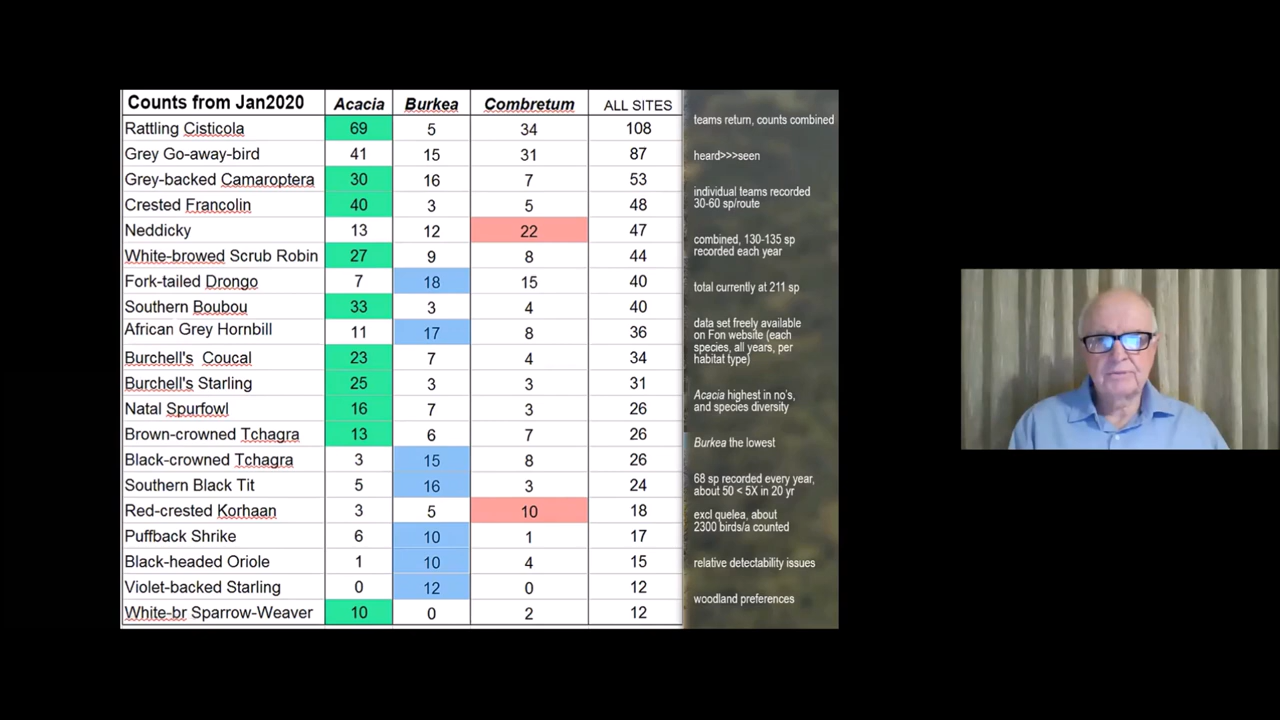 Counts from Jan2020 Acacia Burkea Combretum ALL SITES
Rattling Cisticola 69 5 34 108
Grey Go-away-bird 41 15 31 87
Grey-backed Camaroptera 30 16 7 53
Crested Francolin 40 3 5 48
Neddicky 13 12 22 47
White-browed Scrub Robin 27 9 8 44
Fork-tailed Drongo 7 18 15 40
Southern Boubou 33 3 4 40
African Grey Hornbill 11 17 8 36
Burchell's Coucal 23 7 4 34
Burchell's Starling 25 3 3 31
Natal Spurfowl 16 7 3 26
Brown-crowned Tchagra 13 6 7 26
Black-crowned Tchagra 3 15 8 26
Southern Black Tit 5 16 3 24
Red-crested Korhaan 3 5 10 18
Puffback Shrike 6 10 1 17
Black-headed Oriole 1 10 4 15
Violet-backed Starling 0 12 0 12
White-br Sparrow-Weaver 10 0 2 12
teams return, counts combined
heard>>>seen
individual teams recorded
30-60 sp/route
combined, 130-135 sp
recorded each year
total currently at 211 sp
data set freely available
on Fon website (each
species, all years, per
habitat type)
Acacia highest in no's,
and species diversity
Burkea the lowest
68 sp recorded every year,
about 50 < 5X in 20 yr
excl quelea, about
2300 birds/a counted
relative detectability issues
woodland preferences